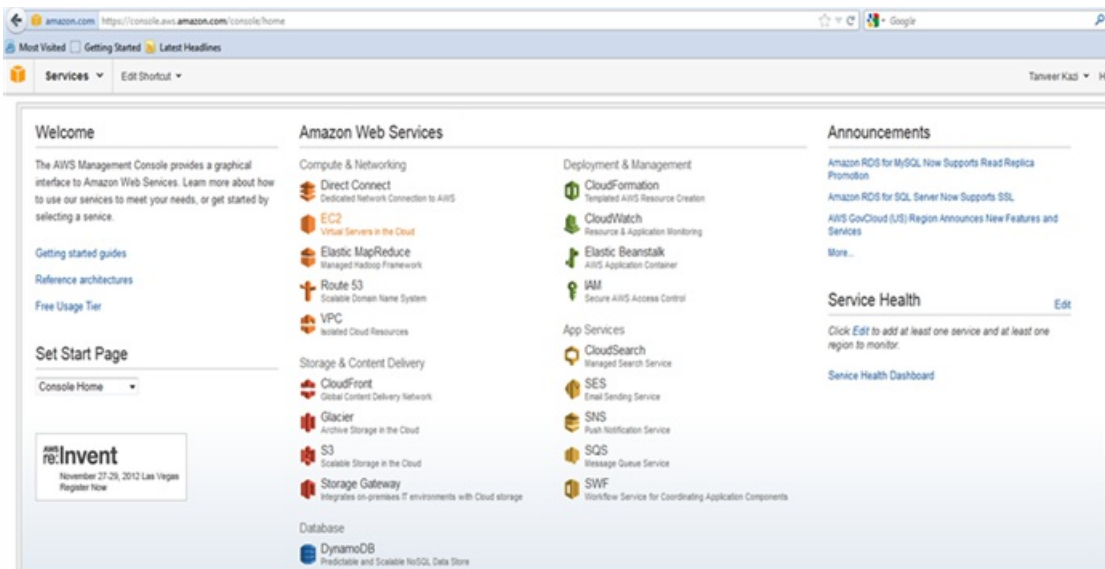 amazon.com https://console.aws.amazon.com/console/home
Google
Most Visited Getting Started Latest Headlines
Services Edit Shortcut
Tanveer Kazi H
Welcome
The AWS Management Console provides a graphical
interface to Amazon Web Services. Learn more about how
to use our services to meet your needs, or get started by
selecting a service.
Getting started guides
Reference architectures
Free Usage Tier
Set Start Page
Console Home
AWS
re:Invent
November 27-29, 2012 Las Vegas
Register Now
Amazon Web Services
Compute & Networking
Direct Connect
Dedicated Network Connection to AWS
EC2
Virtual Servers in the Cloud
Elastic MapReduce
Managed Hadoop Framework
Route 53
Scalable Domain Name System
VPC
Isolated Cloud Resources
Storage & Content Delivery
CloudFront
Global Content Delivery Network
Glacier
Archive Storage in the Cloud
S3
Scalable Storage in the Cloud
Storage Gateway
Integrates on-premises IT environments with Cloud storage
Database
DynamoDB
Predictable and Scalable NoSQL Data Store
Deployment & Management
CloudFormation
Templated AWS Resource Creation
CloudWatch
Resource & Application Monitoring
Elastic Beanstalk
AWS Application Container
IAM
Secure AWS Access Control
App Services
CloudSearch
Managed Search Service
SES
Email Sending Service
SNS
Push Notification Service
SQS
Message Queue Service
SWF
Workflow Service for Coordinating Application Components
Announcements
Amazon RDS for MySQL Now Supports Read Replica
Promotion
Amazon RDS for SQL Server Now Supports SSL
AWS GovCloud (US) Region Announces New Features and
Services
More...
Service Health
Edit
Click Edit to add at least one service and at least one
region to monitor.
Service Health Dashboard